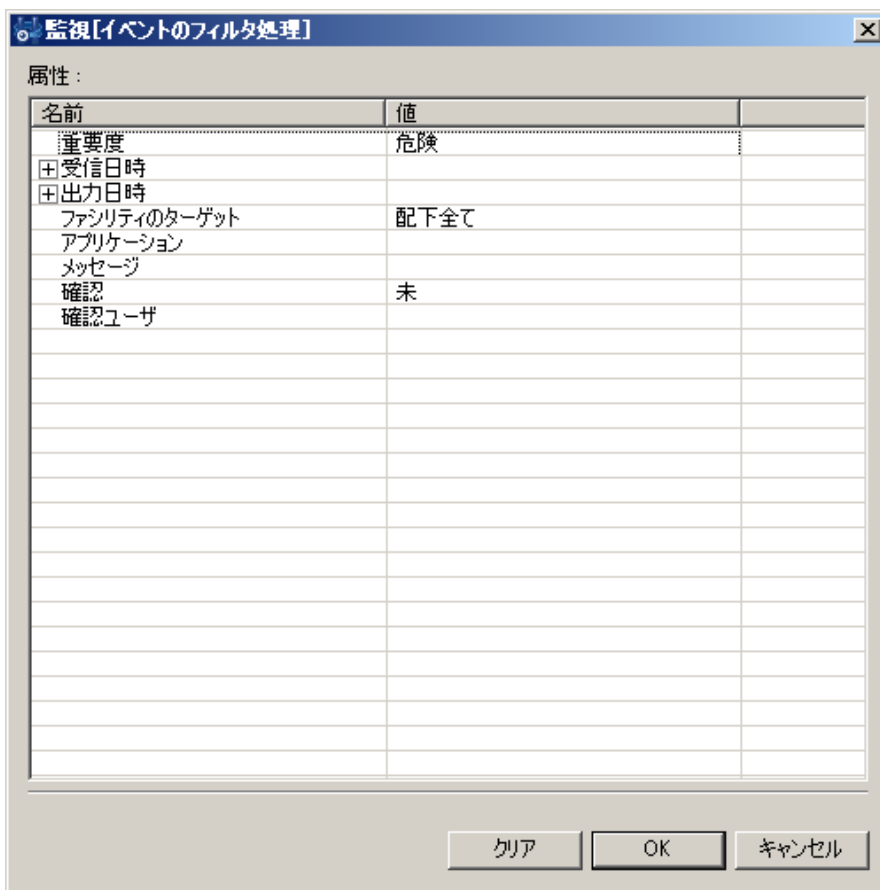 監視[イベントのフィルタ処理]
属性：
名前 値
重要度 危険
受信日時
出力日時
ファシリティのターゲット 配下全て
アプリケーション
メッセージ
確認 未
確認ユーザ
クリア OK キャンセル